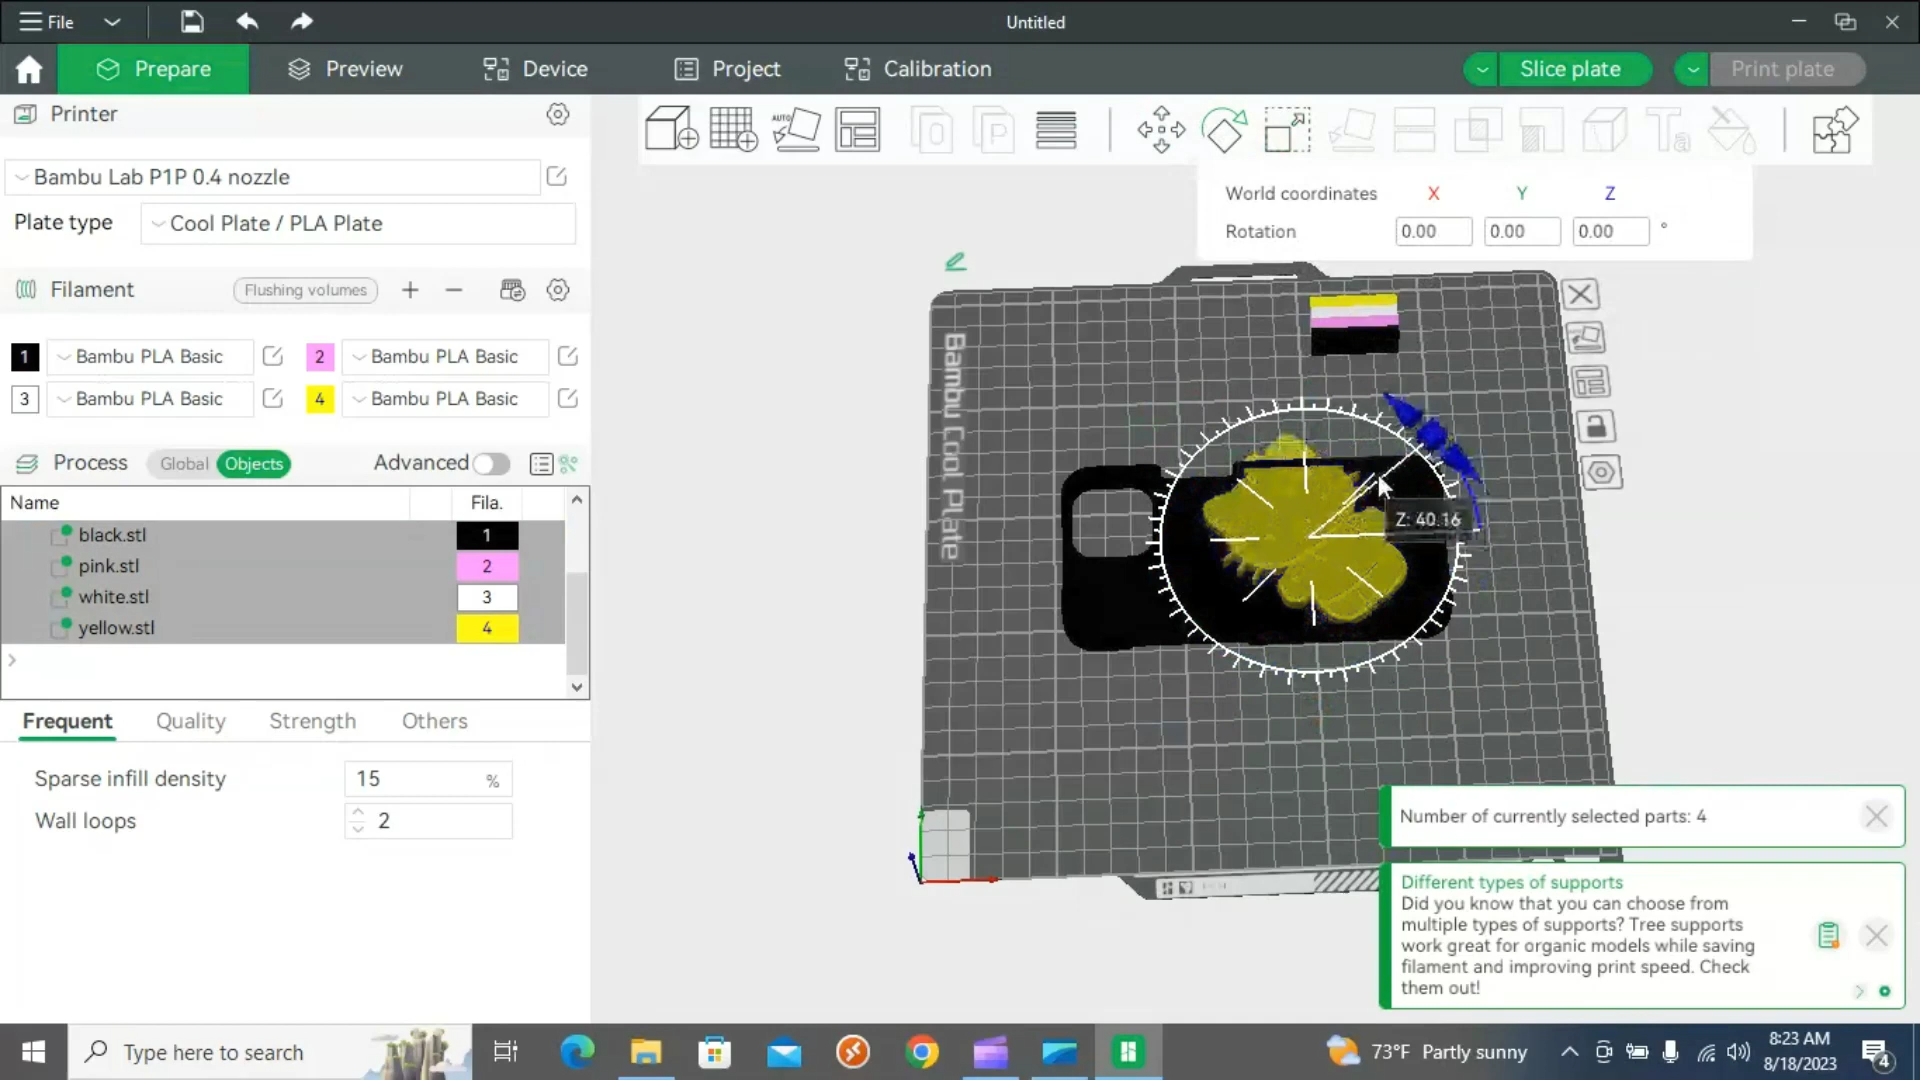 File
Untitled
Prepare
Preview
Device
Project
Calibration
Slice plate
Print plate
Printer
Bambu Lab P1P 0.4 nozzle
Plate type
Cool Plate / PLA Plate
Filament
Flushing volumes
1 Bambu PLA Basic
2 Bambu PLA Basic
3 Bambu PLA Basic
4 Bambu PLA Basic
Process
Global
Objects
Advanced
Name
Fila.
black.stl 1
pink.stl 2
white.stl 3
yellow.stl 4
Frequent
Quality
Strength
Others
Sparse infill density 15 %
Wall loops 2
AUTO
World coordinates X Y Z
Rotation 0.00 0.00 0.00 °
Bambu Cool Plate
Z: 40.16
Number of currently selected parts: 4
Different types of supports
Did you know that you can choose from
multiple types of supports? Tree supports
work great for organic models while saving
filament and improving print speed. Check
them out!
Type here to search
73°F Partly sunny
8:23 AM
8/18/2023
4